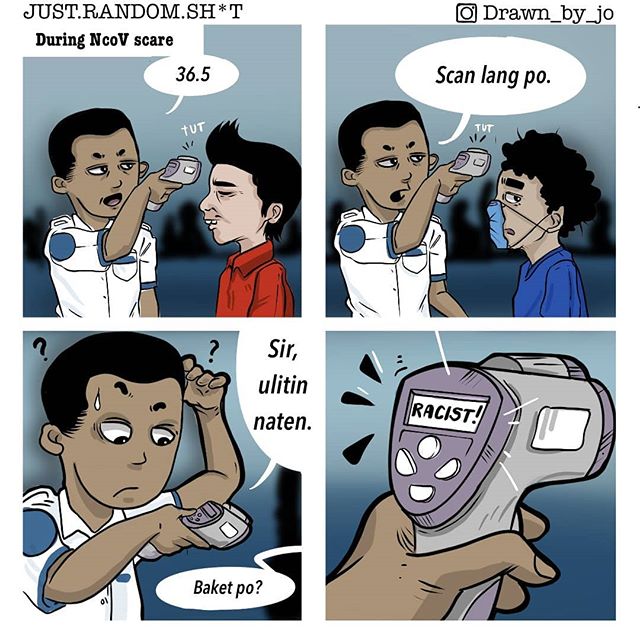 JUST.RANDOM.SH*T
Drawn_by_jo
During NcoV scare
36.5
TUT
Scan lang po.
TUT
Sir,
ulitin
naten.
?
?
Baket po?
RACIST!